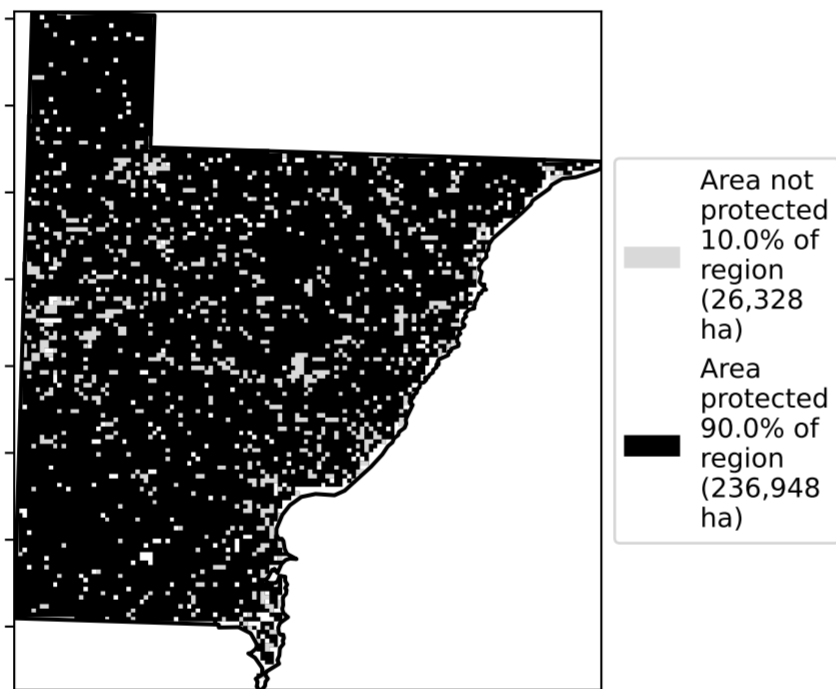 Area not
protected
10.0% of
region
(26,328
ha)
Area
protected
90.0% of
region
(236,948
ha)